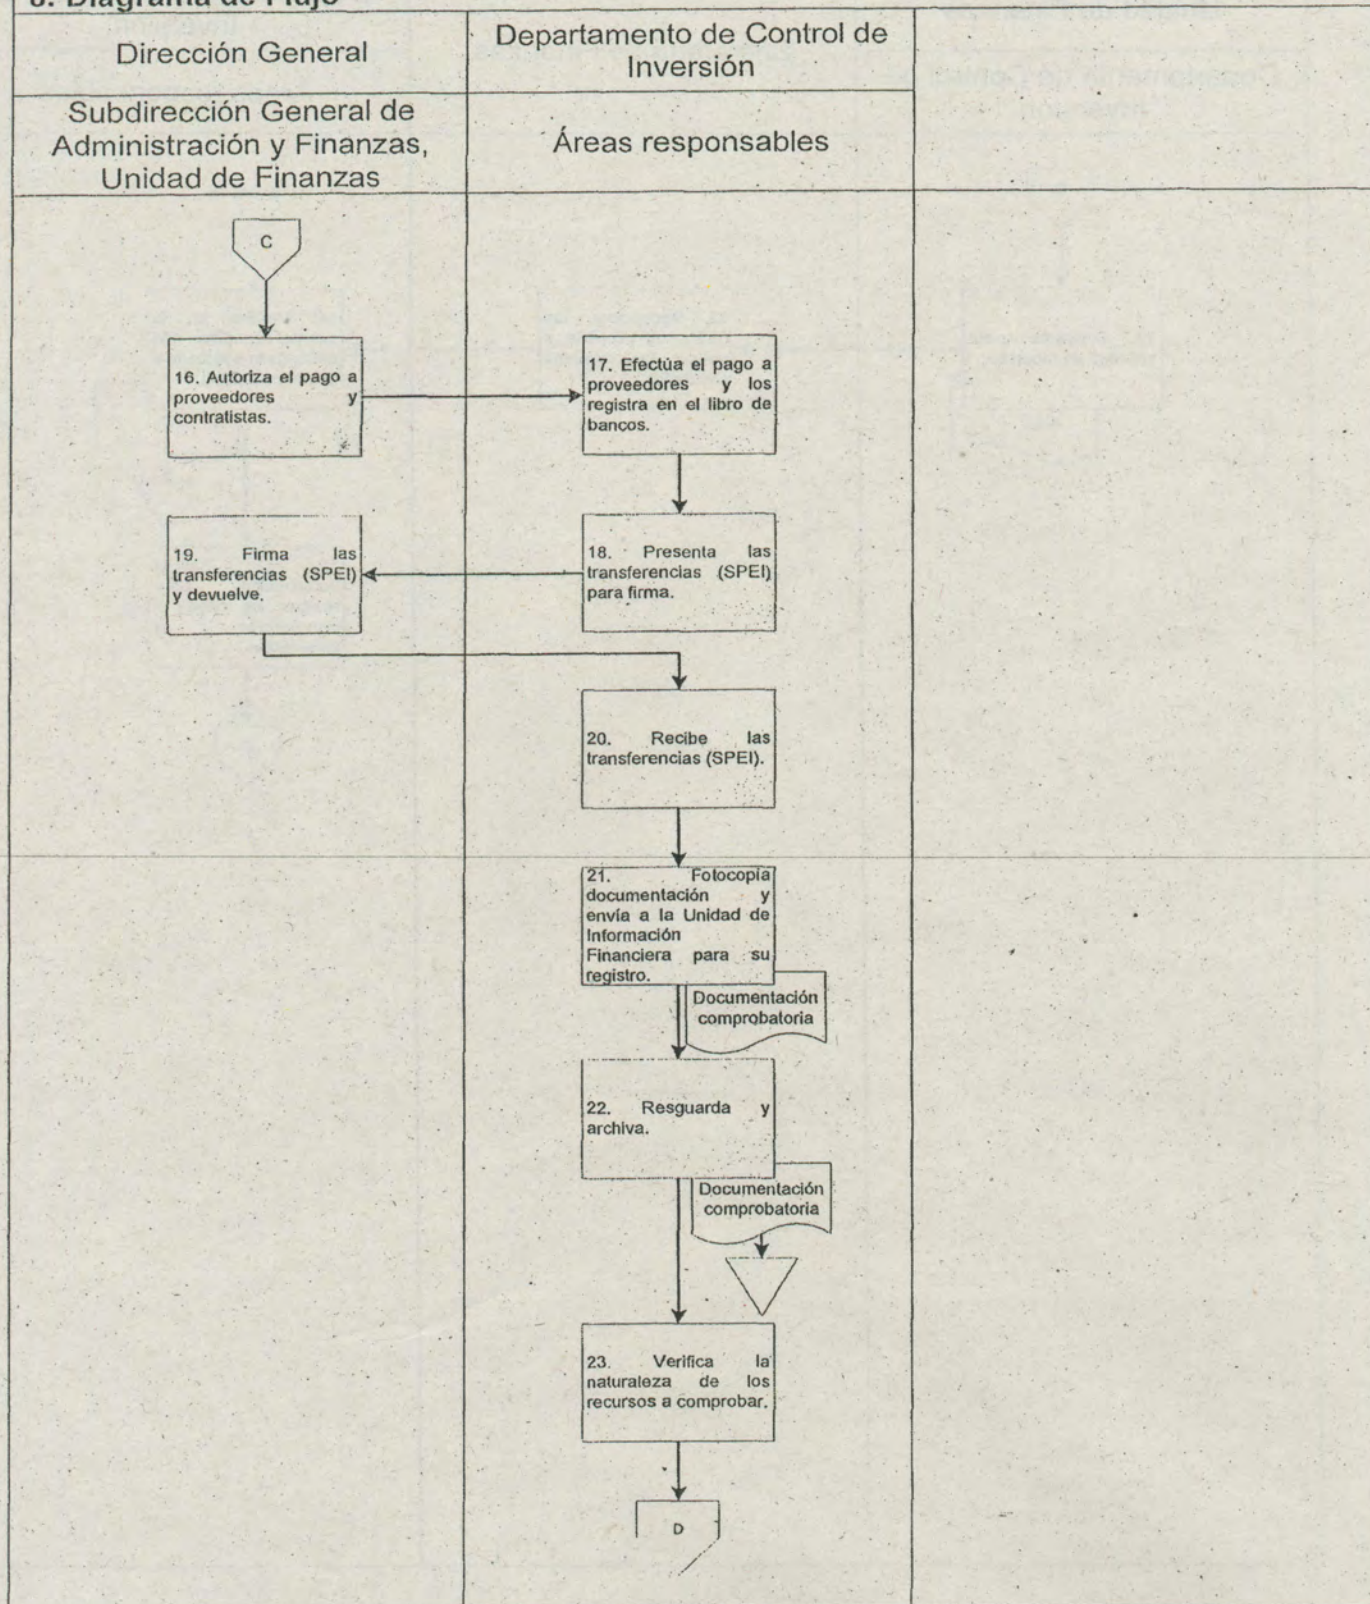 Dirección General
Departamento de Control de
Inversión
Subdirección General de
Administración y Finanzas,
Unidad de Finanzas
Áreas responsables
C
16. Autoriza el pago a
proveedores y
contratistas.
17. Efectúa el pago a
proveedores y los
registra en el libro de
bancos.
19. Firma las
transferencias (SPEI)
y devuelve.
18. Presenta las
transferencias (SPEI)
para firma.
20. Recibe las
transferencias (SPEI).
21. Fotocopia
documentación y
envía a la Unidad de
Información
Financiera para su
registro.
Documentación
comprobatoria
22. Resguarda y
archiva.
Documentación
comprobatoria
23. Verifica la
naturaleza de los
recursos a comprobar.
D